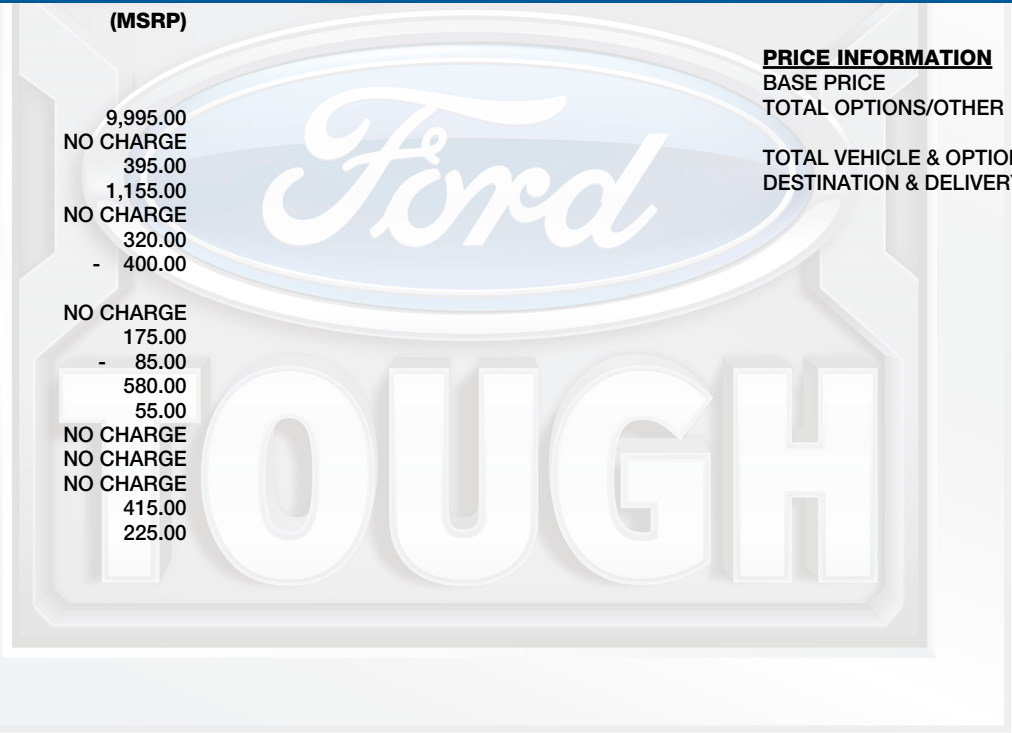 (MSRP)
9,995.00
NO CHARGE
395.00
1,155.00
NO CHARGE
320.00
- 400.00
NO CHARGE
175.00
- 85.00
580.00
55.00
NO CHARGE
NO CHARGE
NO CHARGE
415.00
225.00
PRICE INFORMATION
BASE PRICE
TOTAL OPTIONS/OTHER
TOTAL VEHICLE & OPTION
DESTINATION & DELIVERY
Ford
TOUGH